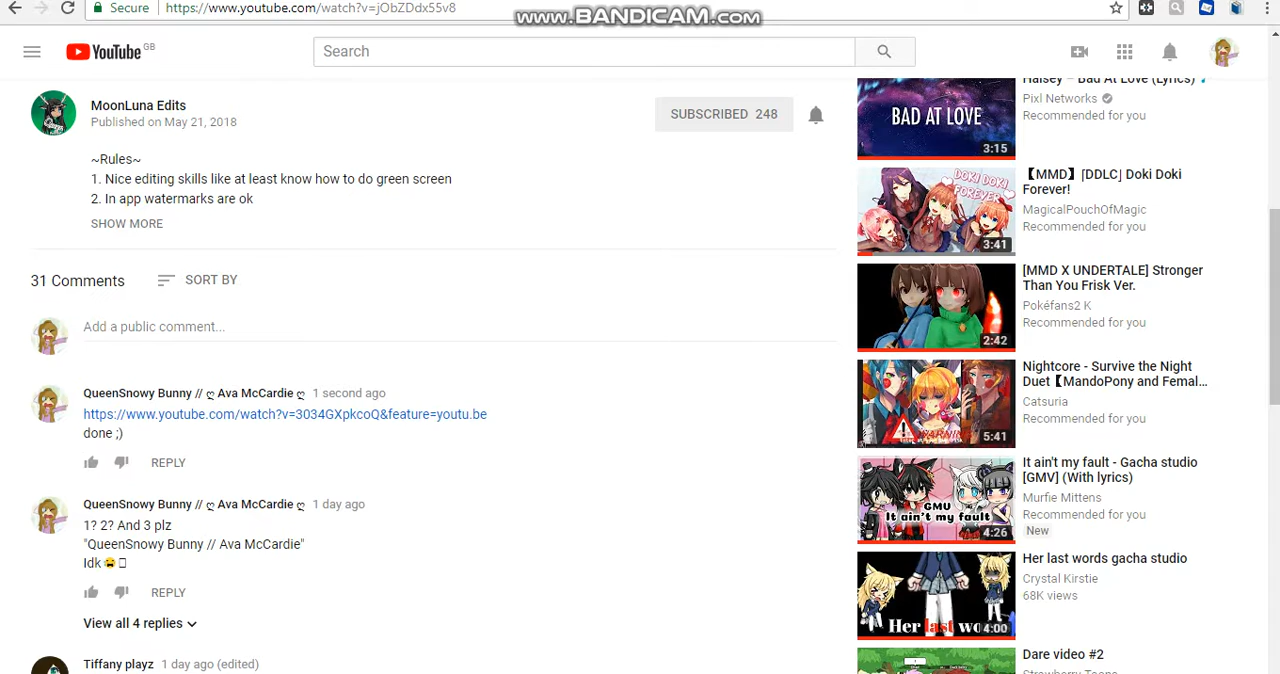 Secure https://www.youtube.com/watch?v=jObZDdx55v8
www.BANDICAM.com
YouTube GB
Search
MoonLuna Edits
Published on May 21, 2018
SUBSCRIBED 248
~Rules~
1. Nice editing skills like at least know how to do green screen
2. In app watermarks are ok
SHOW MORE
31 Comments
SORT BY
Add a public comment...
QueenSnowy Bunny // ღ Ava McCardie ღ 1 second ago
https://www.youtube.com/watch?v=3034GXpkcoQ&feature=youtu.be
done ;)
REPLY
QueenSnowy Bunny // ღ Ava McCardie ღ 1 day ago
1? 2? And 3 plz
"QueenSnowy Bunny // Ava McCardie"
Idk 😫
REPLY
View all 4 replies
Tiffany playz 1 day ago (edited)
BAD AT LOVE
3:15
Halsey – Bad At Love (Lyrics)
Pixl Networks
Recommended for you
DOKI DOKI
FOREVER!
3:41
【MMD】「DDLC」 Doki Doki
Forever!
MagicalPouchOfMagic
Recommended for you
2:42
[MMD X UNDERTALE] Stronger
Than You Frisk Ver.
Pokéfans2 K
Recommended for you
WARNING
5:41
Nightcore - Survive the Night
Duet【MandoPony and Femal...
Catsuria
Recommended for you
GMV
It ain't my fault
4:26
It ain't my fault - Gacha studio
[GMV] (With lyrics)
Murfie Mittens
Recommended for you
New
Her last wo
4:00
Her last words gacha studio
Crystal Kirstie
68K views
Dare video #2
Strawberry Toons